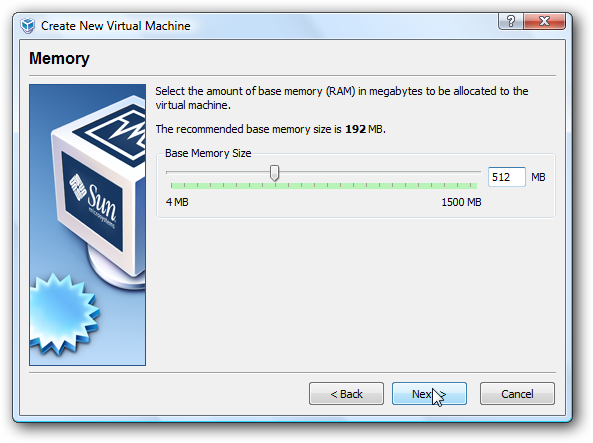 Create New Virtual Machine
Memory
Select the amount of base memory (RAM) in megabytes to be allocated to the
virtual machine.
The recommended base memory size is 192 MB.
Base Memory Size
512 MB
4 MB 1500 MB
Sun
microsystems
< Back Next > Cancel